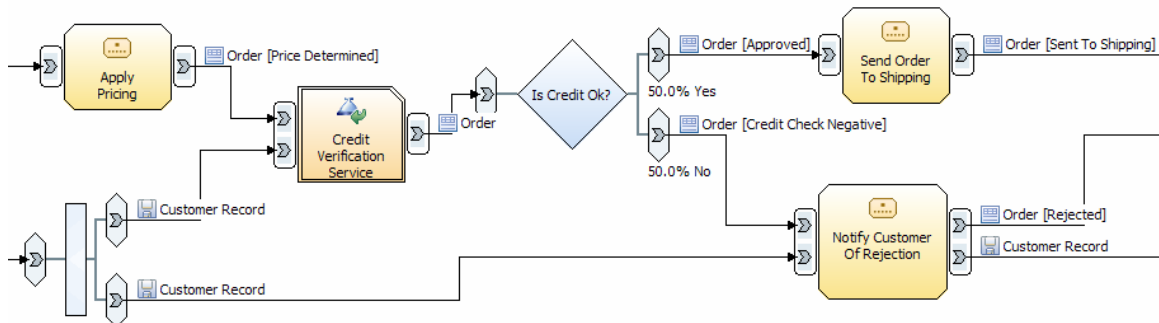 Apply
Pricing
Order [Price Determined]
Credit
Verification
Service
Order
Is Credit Ok?
Order [Approved]
50.0% Yes
Send Order
To Shipping
Order [Sent To Shipping]
Order [Credit Check Negative]
50.0% No
Customer Record
Customer Record
Notify Customer
Of Rejection
Order [Rejected]
Customer Record